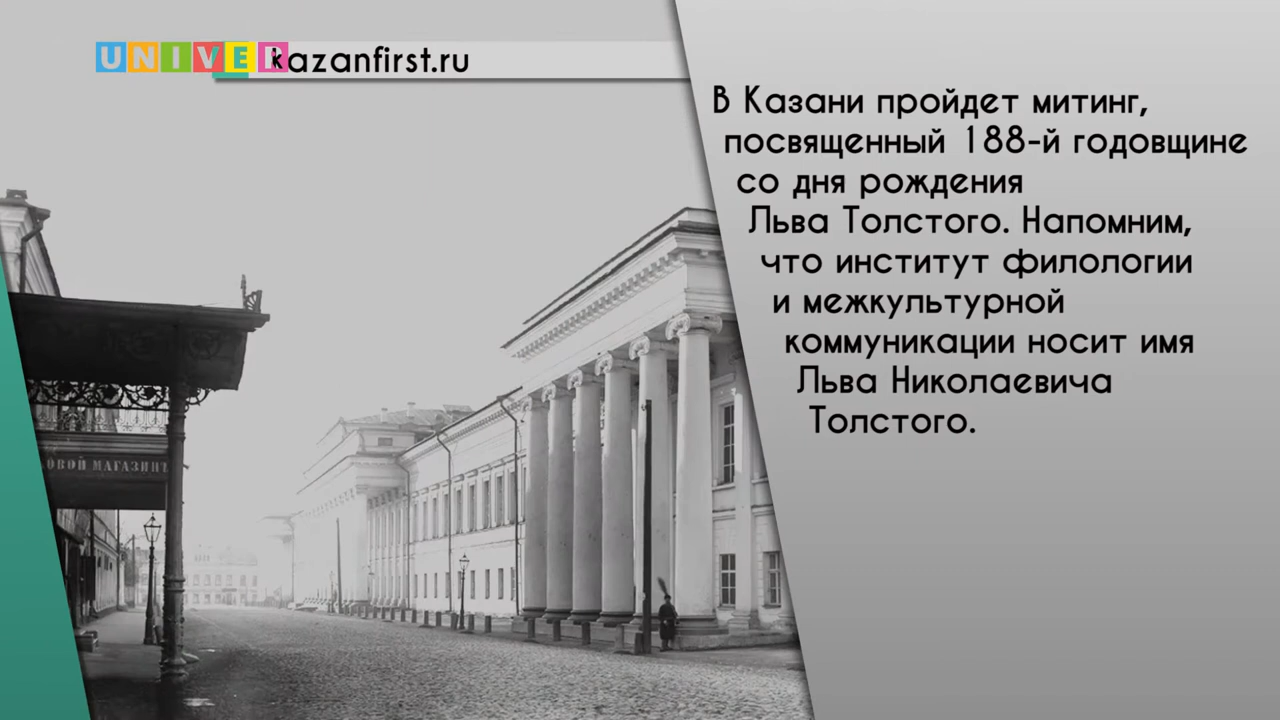 UNIVER
kazanfirst.ru
В Казани пройдет митинг,
посвященный 188-й годовщине
со дня рождения
Льва Толстого. Напомним,
что институт филологии
и межкультурной
коммуникации носит имя
Льва Николаевича
Толстого.
ОВОЙ МАГАЗИНЪ